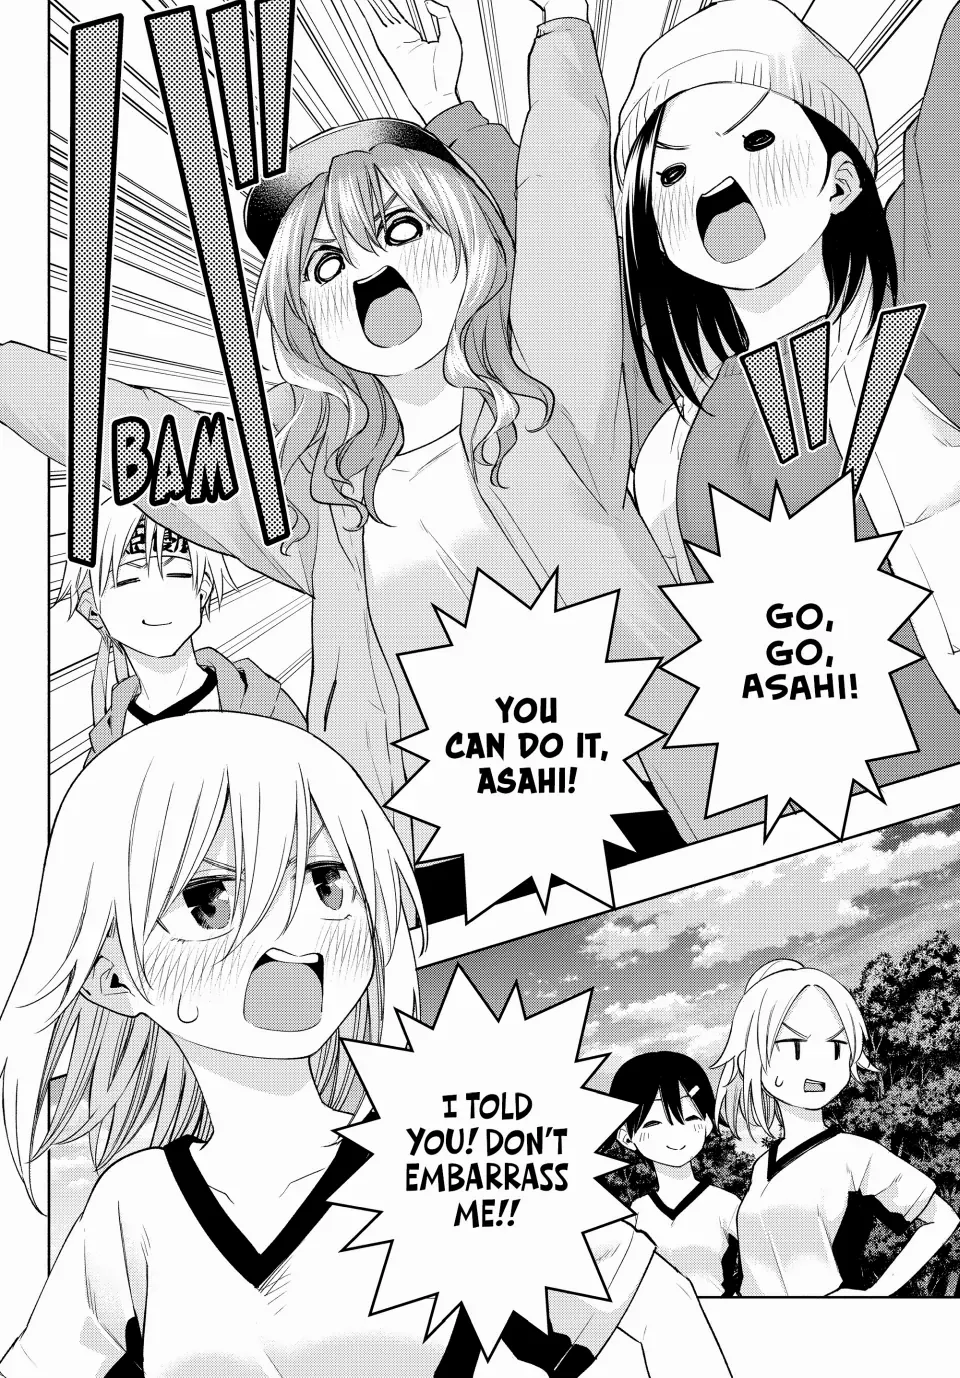 GO,
GO,
ASAHI!
BAM
YOU
CAN DO IT,
ASAHI!
I TOLD
YOU! DON'T
EMBARRASS
ME!!